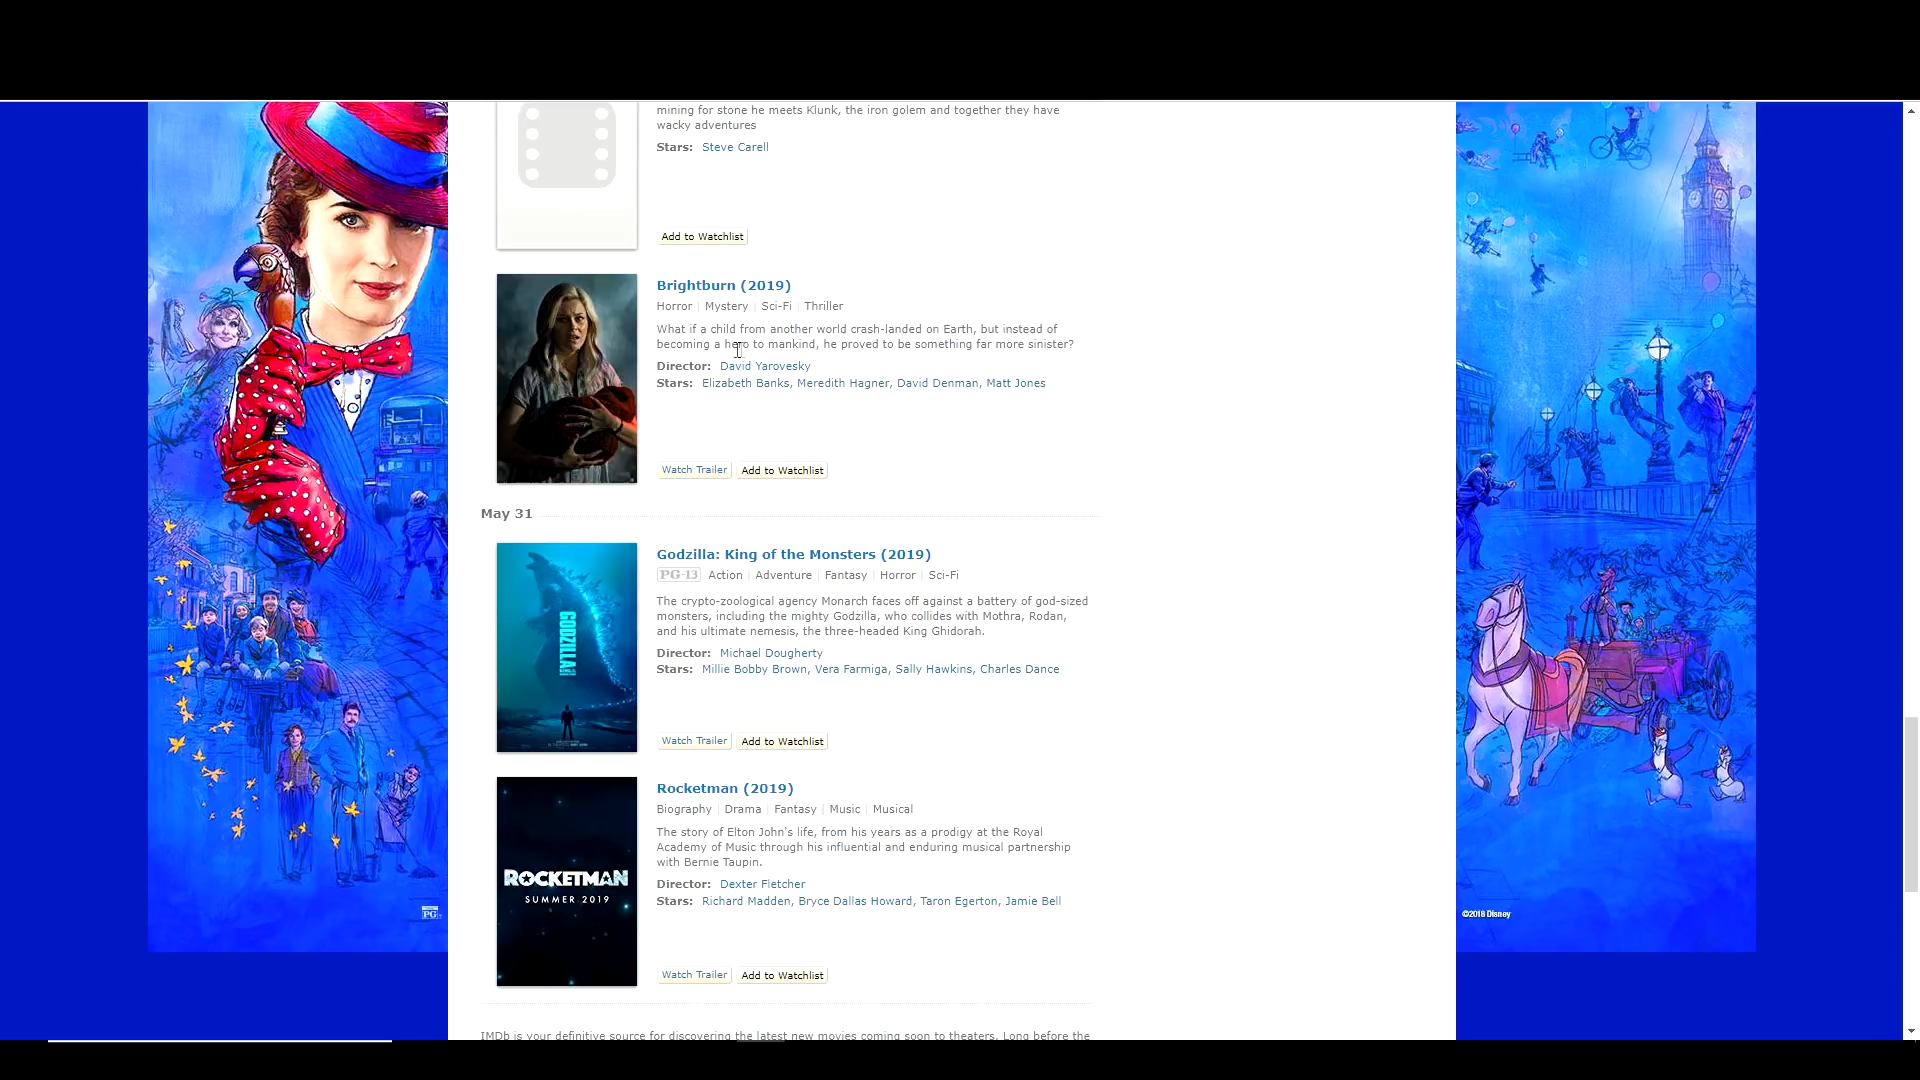 mining for stone he meets Klunk, the iron golem and together they have
wacky adventures
Stars: Steve Carell
Add to Watchlist
Brightburn (2019)
Horror | Mystery | Sci-Fi | Thriller
What if a child from another world crash-landed on Earth, but instead of
becoming a hero to mankind, he proved to be something far more sinister?
Director: David Yarovesky
Stars: Elizabeth Banks, Meredith Hagner, David Denman, Matt Jones
Watch Trailer Add to Watchlist
May 31
Godzilla: King of the Monsters (2019)
PG-13 Action | Adventure | Fantasy | Horror | Sci-Fi
The crypto-zoological agency Monarch faces off against a battery of god-sized
monsters, including the mighty Godzilla, who collides with Mothra, Rodan,
and his ultimate nemesis, the three-headed King Ghidorah.
Director: Michael Dougherty
Stars: Millie Bobby Brown, Vera Farmiga, Sally Hawkins, Charles Dance
GODZILLA
Watch Trailer Add to Watchlist
Rocketman (2019)
Biography | Drama | Fantasy | Music | Musical
The story of Elton John's life, from his years as a prodigy at the Royal
Academy of Music through his influential and enduring musical partnership
with Bernie Taupin.
Director: Dexter Fletcher
Stars: Richard Madden, Bryce Dallas Howard, Taron Egerton, Jamie Bell
ROCKETMAN
SUMMER 2019
Watch Trailer Add to Watchlist
PG
©2018 Disney
IMDb is your definitive source for discovering the latest new movies coming soon to theaters. Long before the